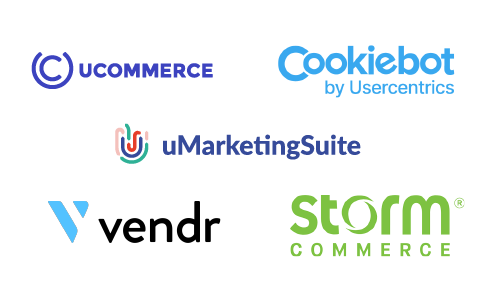 UCOMMERCE
Cookiebot
by Usercentrics
uMarketingSuite
vendr
storm®
COMMERCE